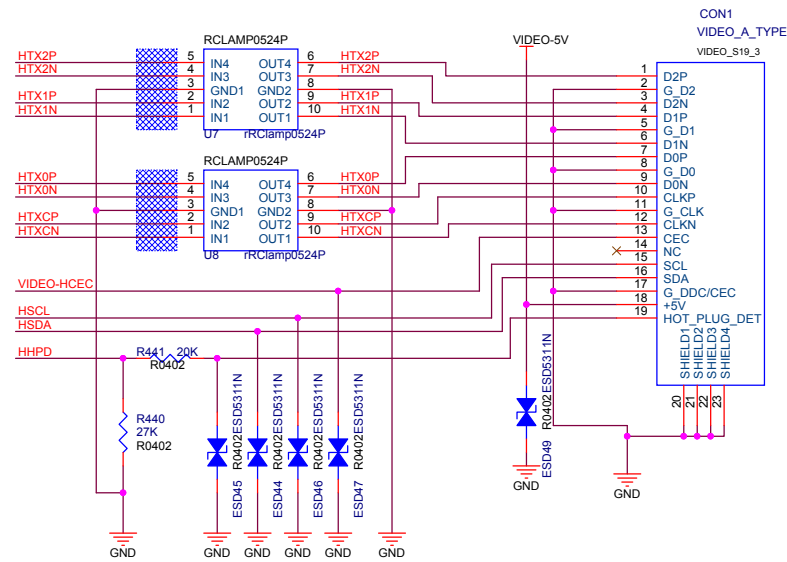 CON1
VIDEO_A_TYPE
VIDEO_S19_3
VIDEO-5V
RCLAMP0524P
HTX2P 5 IN4 OUT4 6 HTX2P
HTX2N 4 IN3 OUT3 7 HTX2N
3 GND1 GND2 8
HTX1P 2 IN2 OUT2 9 HTX1P
HTX1N 1 IN1 OUT1 10 HTX1N
U7 rRClamp0524P
RCLAMP0524P
HTX0P 5 IN4 OUT4 6 HTX0P
HTX0N 4 IN3 OUT3 7 HTX0N
3 GND1 GND2 8
HTXCP 2 IN2 OUT2 9 HTXCP
HTXCN 1 IN1 OUT1 10 HTXCN
U8 rRClamp0524P
1 D2P
2 G_D2
3 D2N
4 D1P
5 G_D1
6 D1N
7 D0P
8 G_D0
9 D0N
10 CLKP
11 G_CLK
12 CLKN
13 CEC
14 NC
15 SCL
16 SDA
17 G_DDC/CEC
18 +5V
19 HOT_PLUG_DET
SHIELD1 20
SHIELD2 21
SHIELD3 22
SHIELD4 23
VIDEO-HCEC
HSCL
HSDA
HHPD
R441 20K
R0402
R440
27K
R0402
ESD45 R0402 ESD5311N
ESD44 R0402 ESD5311N
ESD46 R0402 ESD5311N
ESD47 R0402 ESD5311N
ESD49 R0402 ESD5311N
GND
GND
GND
GND
GND
GND
GND
GND